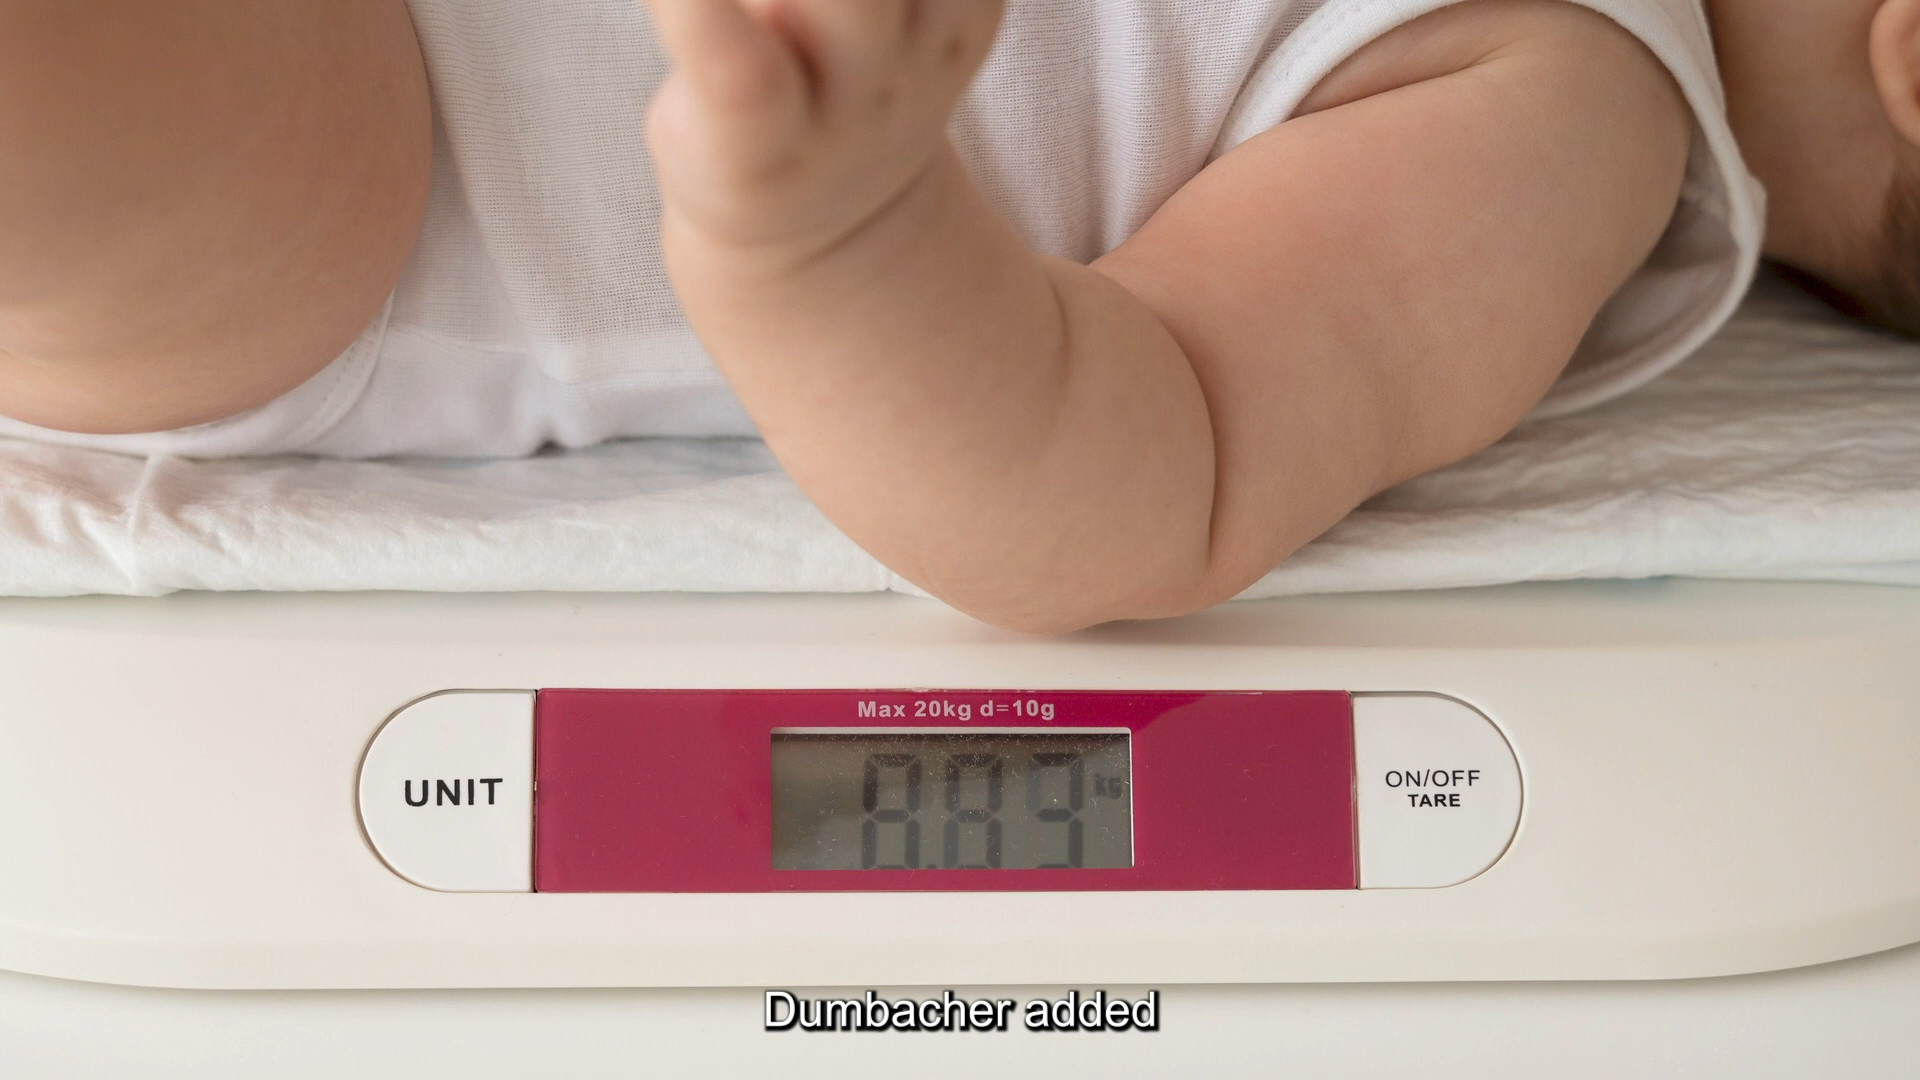 Max 20kg d=10g
8.89 kg
UNIT
ON/OFF
TARE
Dumbacher added